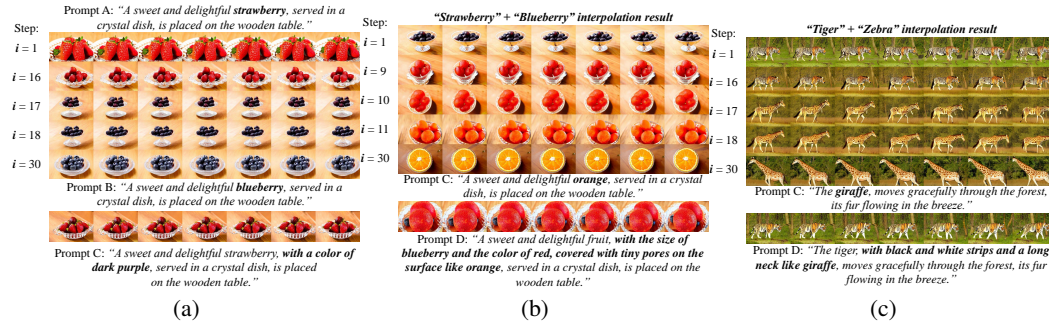 Step:
Prompt A: “A sweet and delightful strawberry, served in a
crystal dish, is placed on the wooden table.”
i = 1
i = 16
i = 17
i = 18
i = 30
Prompt B: “A sweet and delightful blueberry, served in a
crystal dish, is placed on the wooden table.”
Prompt C: “A sweet and delightful strawberry, with a color of
dark purple, served in a crystal dish, is placed
on the wooden table.”
(a)
Step:
“Strawberry” + “Blueberry” interpolation result
i = 1
i = 9
i = 10
i = 11
i = 30
Prompt C: “A sweet and delightful orange, served in a crystal
dish, is placed on the wooden table.”
Prompt D: “A sweet and delightful fruit, with the size of
blueberry and the color of red, covered with tiny pores on the
surface like orange, served in a crystal dish, is placed on the
wooden table.”
(b)
Step:
“Tiger” + “Zebra” interpolation result
i = 1
i = 16
i = 17
i = 18
i = 30
Prompt C: “The giraffe, moves gracefully through the forest,
its fur flowing in the breeze.”
Prompt D: “The tiger, with black and white strips and a long
neck like giraffe, moves gracefully through the forest, its fur
flowing in the breeze.”
(c)